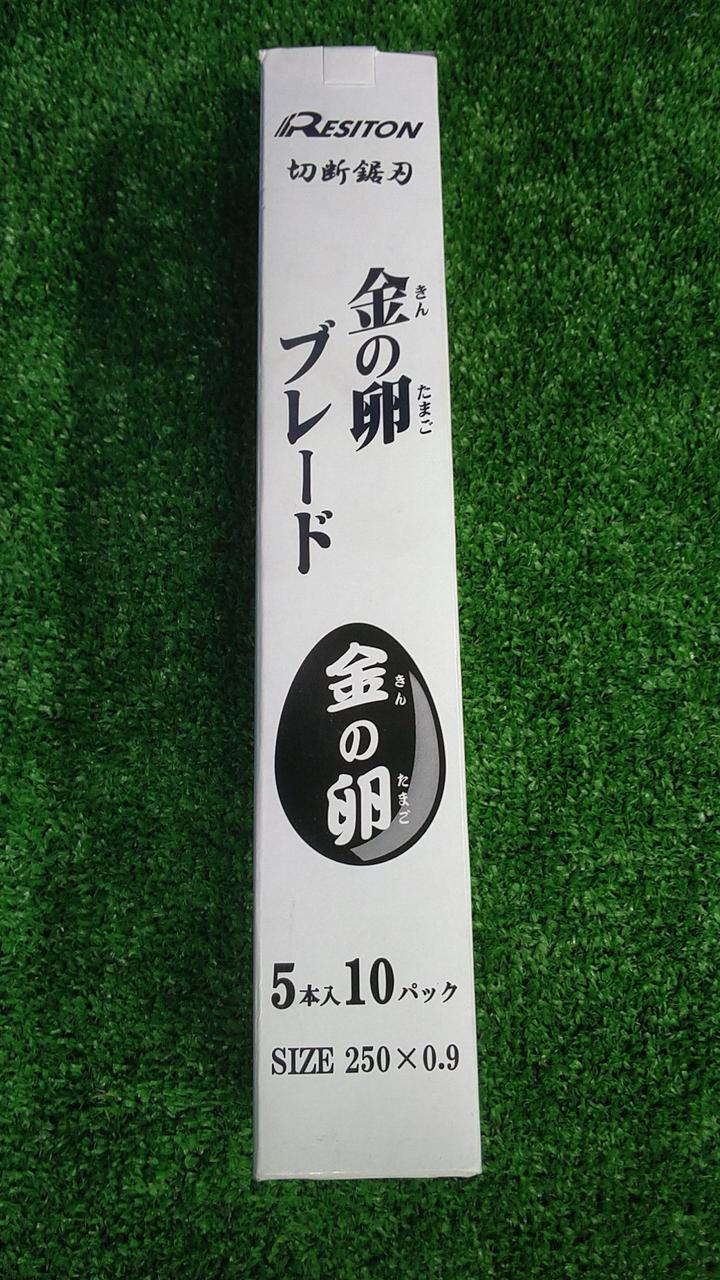 RESITON
切断鋸刃
金の卵
きん
たまご
ブレード
金の卵
きん
たまご
5本入10パック
SIZE 250×0.9